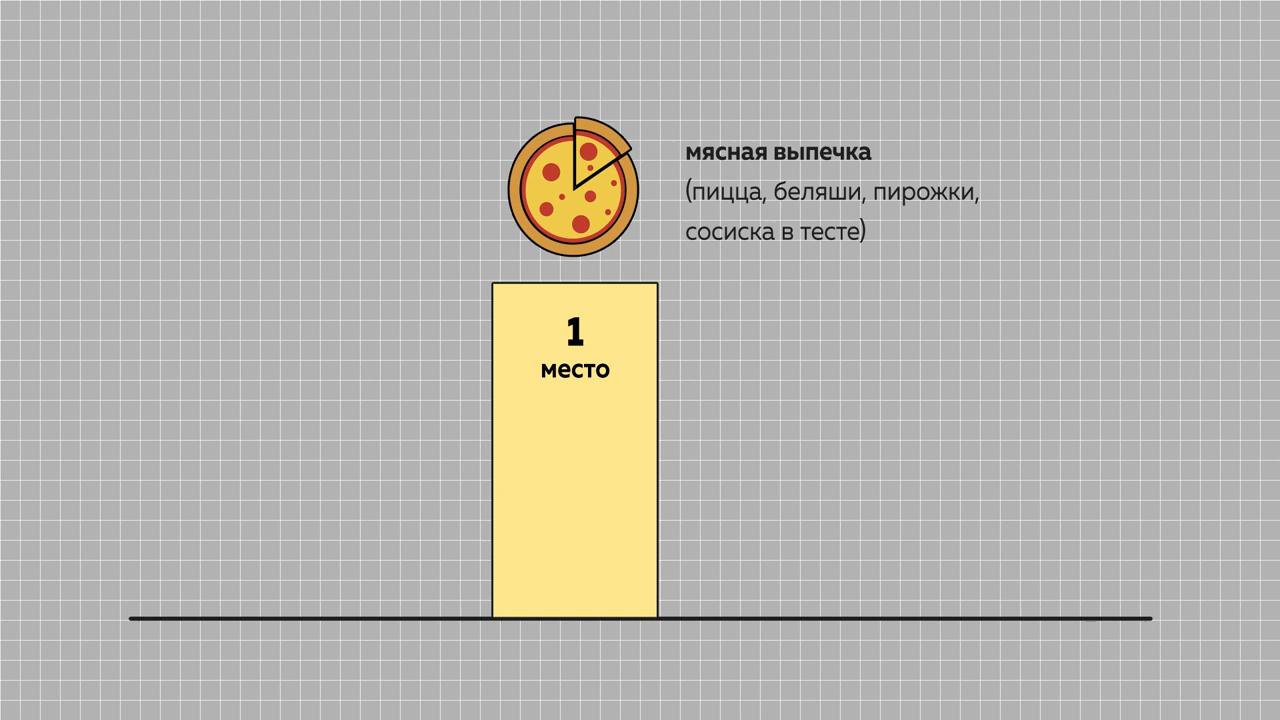 мясная выпечка
(пицца, беляши, пирожки,
сосиска в тесте)
1
место